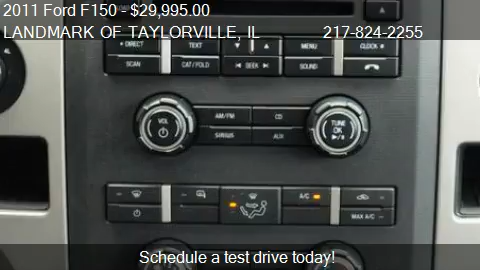 2011 Ford F150 - $29,995.00
LANDMARK OF TAYLORVILLE, IL 217-824-2255
DIRECT TEXT MENU CLOCK
SCAN CAT/FOLD SEEK SOUND
VOL AM/FM CD TUNE
OK
SIRIUS AUX
A/C
MAX A/C
Schedule a test drive today!